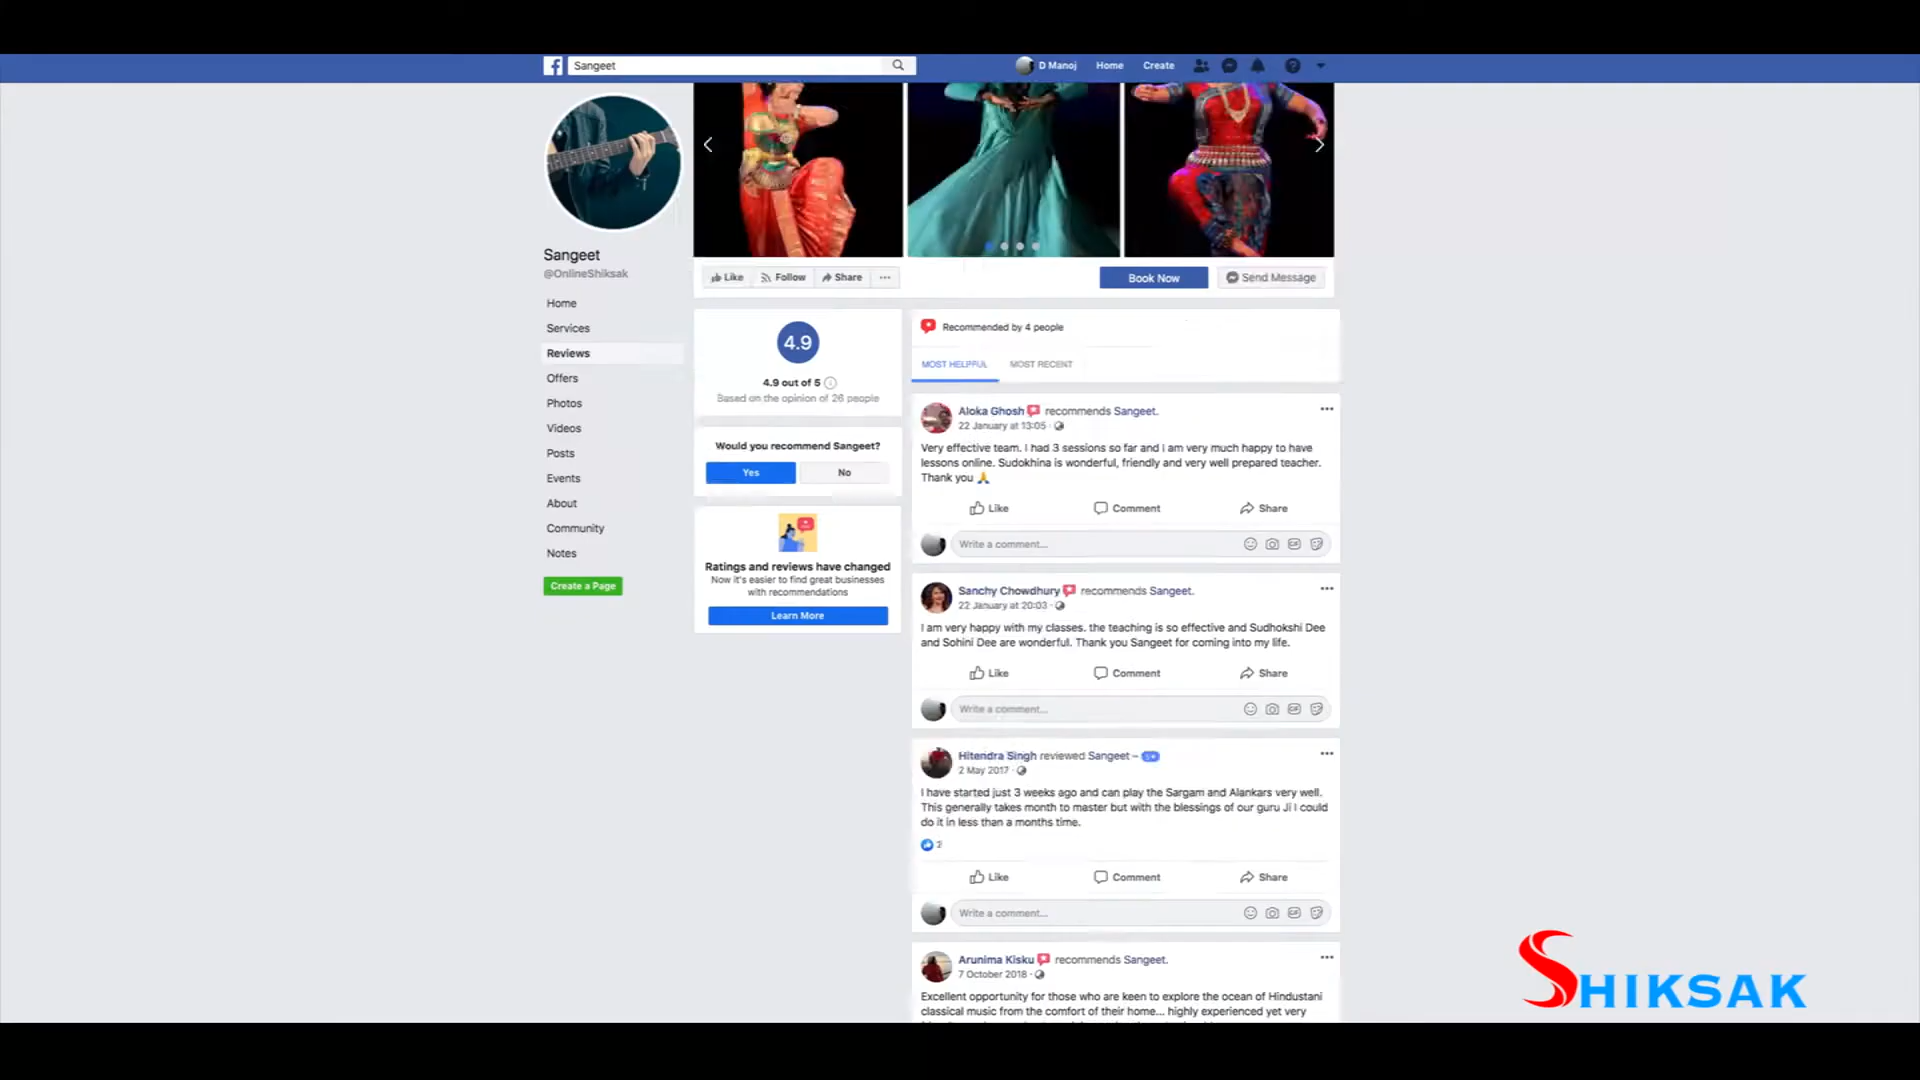 Sangeet
D Manoj
Home
Create
Sangeet
@OnlineShiksak
Home
Services
Reviews
Offers
Photos
Videos
Posts
Events
About
Community
Notes
Create a Page
Like
Follow
Share
Book Now
Send Message
4.9
4.9 out of 5
Based on the opinion of 26 people
Would you recommend Sangeet?
Yes
No
Ratings and reviews have changed
Now it's easier to find great businesses
with recommendations
Learn More
Recommended by 4 people
MOST HELPFUL
MOST RECENT
Aloka Ghosh recommends Sangeet.
22 January at 13:05 ·
Very effective team. I had 3 sessions so far and I am very much happy to have
lessons online. Sudokhina is wonderful, friendly and very well prepared teacher.
Thank you 🙏
Like
Comment
Share
Write a comment...
Sanchy Chowdhury recommends Sangeet.
22 January at 20:03 ·
I am very happy with my classes. the teaching is so effective and Sudhokshi Dee
and Sohini Dee are wonderful. Thank you Sangeet for coming into my life.
Like
Comment
Share
Write a comment...
Hitendra Singh reviewed Sangeet –
2 May 2017 ·
I have started just 3 weeks ago and can play the Sargam and Alankars very well.
This generally takes month to master but with the blessings of our guru Ji I could
do it in less than a months time.
2
Like
Comment
Share
Write a comment...
Arunima Kisku recommends Sangeet.
7 October 2018 ·
Excellent opportunity for those who are keen to explore the ocean of Hindustani
classical music from the comfort of their home... highly experienced yet very
SHIKSAK